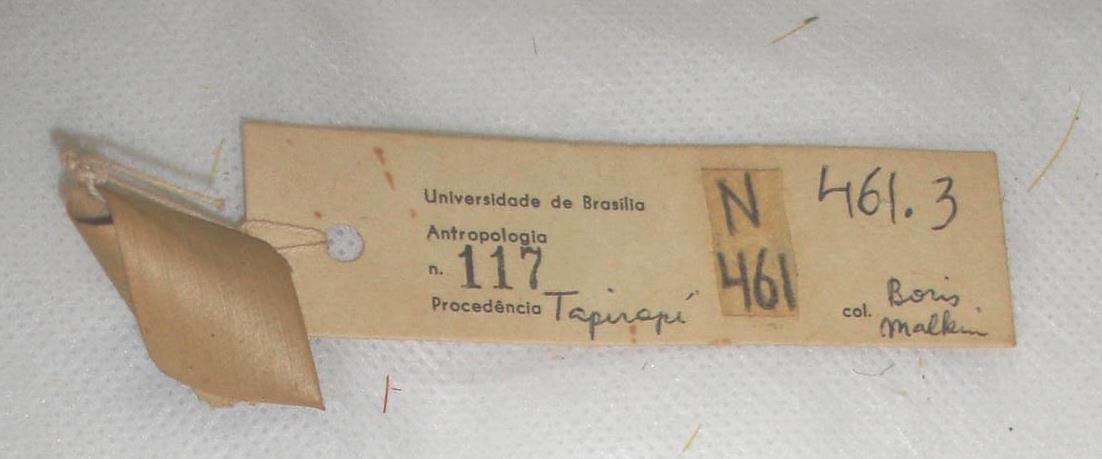 Universidade de Brasília
Antropologia
n. 117
Procedência Tapirapé
N
461
461.3
col. Boris
Malkin